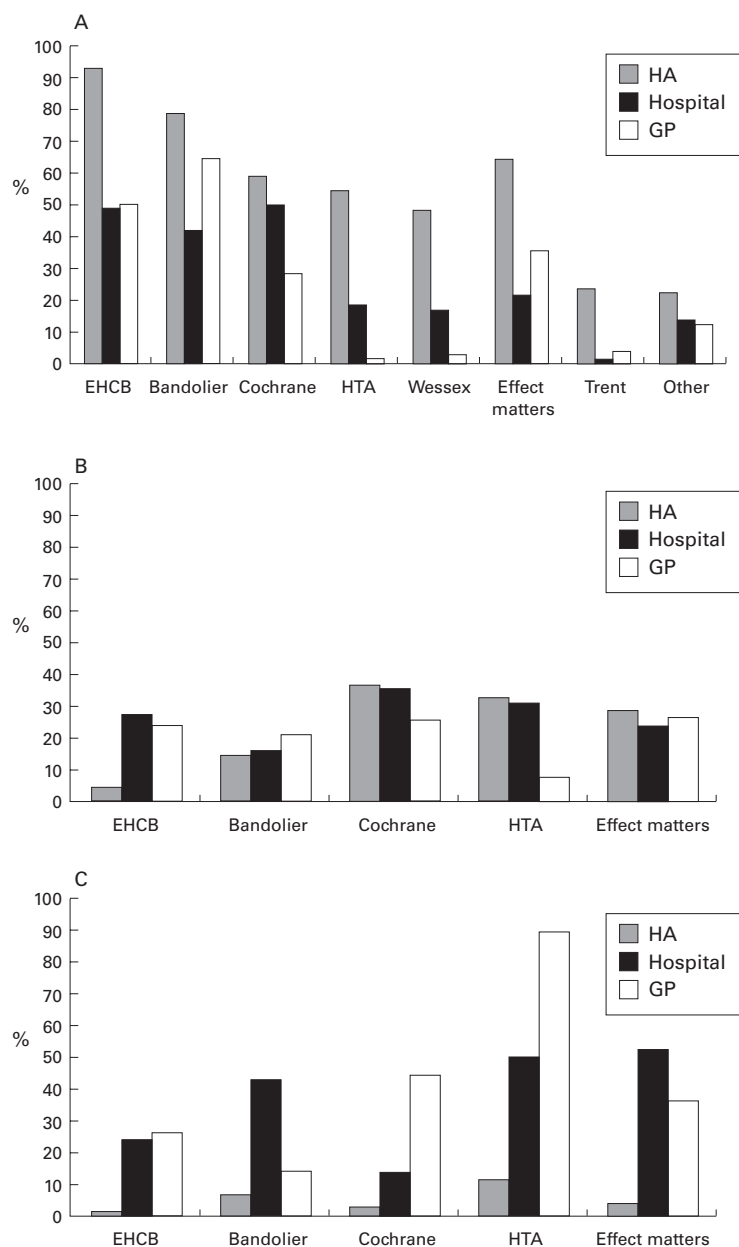 A
100
90
80
70
60
50
40
30
20
10
0
%
HA
Hospital
GP
EHCB Bandolier Cochrane HTA Wessex Effect matters Trent Other
B
100
90
80
70
60
50
40
30
20
10
0
%
HA
Hospital
GP
EHCB Bandolier Cochrane HTA Effect matters
C
100
90
80
70
60
50
40
30
20
10
0
%
HA
Hospital
GP
EHCB Bandolier Cochrane HTA Effect matters